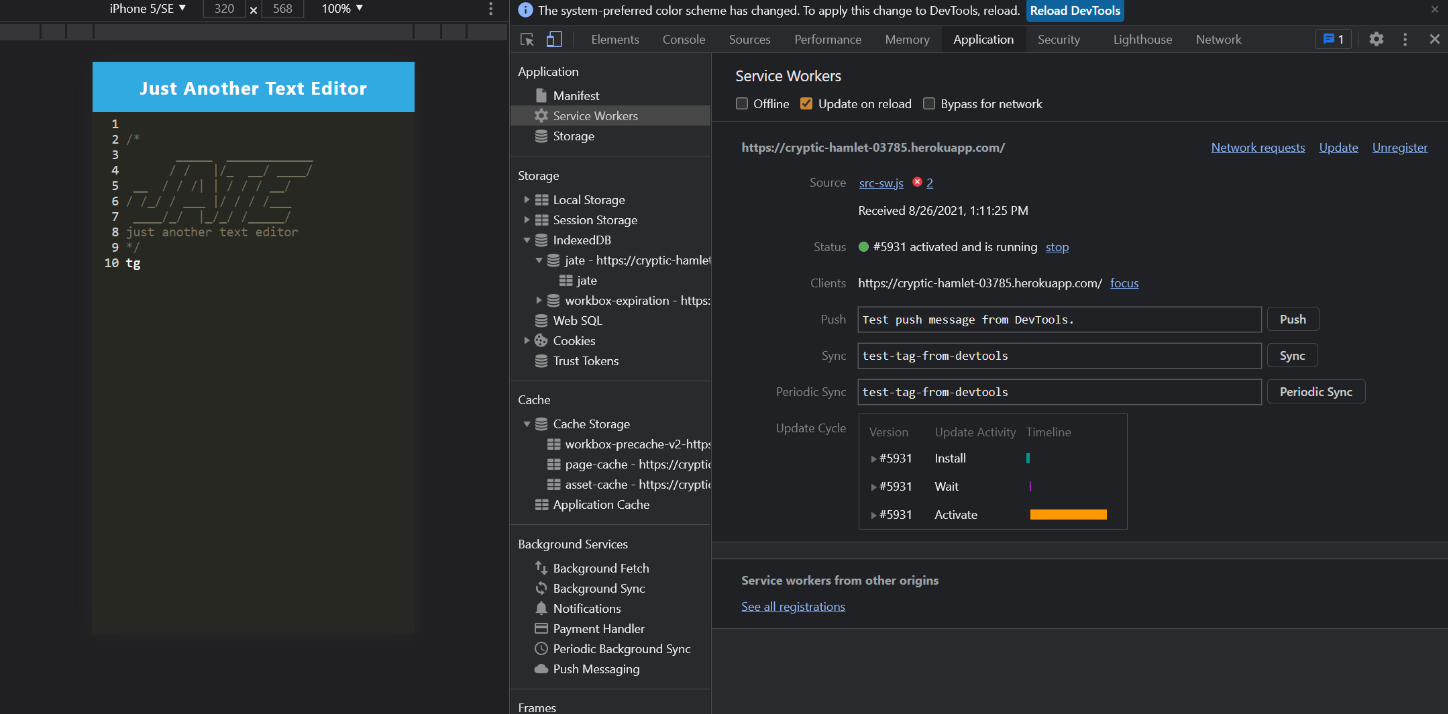 iPhone 5/SE ▼ 320 × 568 100% ▼
Just Another Text Editor
1
2 /*
3 _____ ____________
4 / / |/_ __/ ____/
5 __ / / /| | / / / __/
6 / /_/ / ___ |/ / / /___
7 ____/_/ |_/_/ /_____/
8 just another text editor
9 */
10 tg
The system-preferred color scheme has changed. To apply this change to DevTools, reload. Reload DevTools
Elements Console Sources Performance Memory Application Security Lighthouse Network 1
Application
Manifest
Service Workers
Storage
Storage
Local Storage
Session Storage
IndexedDB
jate - https://cryptic-hamlet
jate
workbox-expiration - https:
Web SQL
Cookies
Trust Tokens
Cache
Cache Storage
workbox-precache-v2-https
page-cache - https://cryptic
asset-cache - https://cryptic
Application Cache
Background Services
Background Fetch
Background Sync
Notifications
Payment Handler
Periodic Background Sync
Push Messaging
Frames
Service Workers
Offline Update on reload Bypass for network
https://cryptic-hamlet-03785.herokuapp.com/ Network requests Update Unregister
Source src-sw.js 2
Received 8/26/2021, 1:11:25 PM
Status #5931 activated and is running stop
Clients https://cryptic-hamlet-03785.herokuapp.com/ focus
Push Test push message from DevTools. Push
Sync test-tag-from-devtools Sync
Periodic Sync test-tag-from-devtools Periodic Sync
Update Cycle Version Update Activity Timeline
#5931 Install
#5931 Wait
#5931 Activate
Service workers from other origins
See all registrations